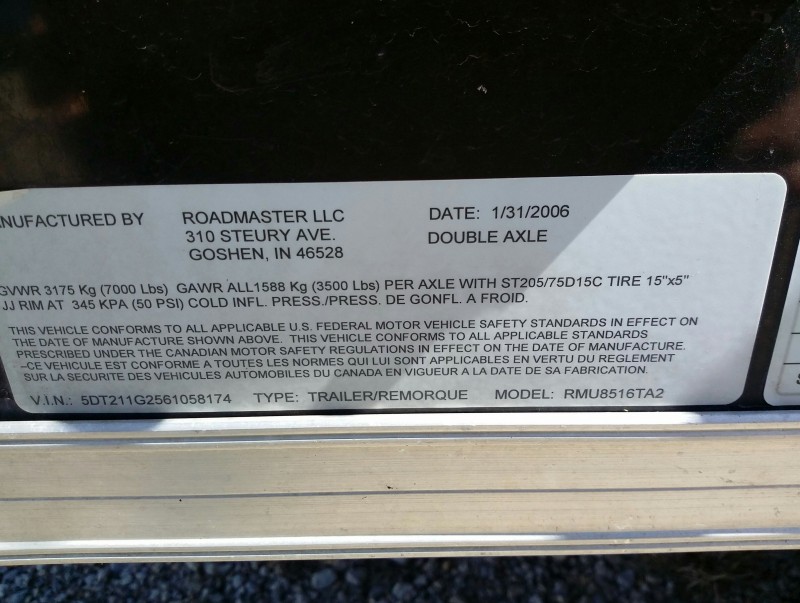 MANUFACTURED BY ROADMASTER LLC DATE: 1/31/2006
310 STEURY AVE. DOUBLE AXLE
GOSHEN, IN 46528
GVWR 3175 Kg (7000 Lbs) GAWR ALL1588 Kg (3500 Lbs) PER AXLE WITH ST205/75D15C TIRE 15"x5"
JJ RIM AT 345 KPA (50 PSI) COLD INFL. PRESS./PRESS. DE GONFL. A FROID.
THIS VEHICLE CONFORMS TO ALL APPLICABLE U.S. FEDERAL MOTOR VEHICLE SAFETY STANDARDS IN EFFECT ON
THE DATE OF MANUFACTURE SHOWN ABOVE. THIS VEHICLE CONFORMS TO ALL APPLICABLE STANDARDS
PRESCRIBED UNDER THE CANADIAN MOTOR SAFETY REGULATIONS IN EFFECT ON THE DATE OF MANUFACTURE.
–CE VEHICULE EST CONFORME A TOUTES LES NORMES QUI LUI SONT APPLICABLES EN VERTU DU REGLEMENT
SUR LA SECURITE DES VEHICULES AUTOMOBILES DU CANADA EN VIGUEUR A LA DATE DE SA FABRICATION.
V.I.N.: 5DT211G2561058174 TYPE: TRAILER/REMORQUE MODEL: RMU8516TA2